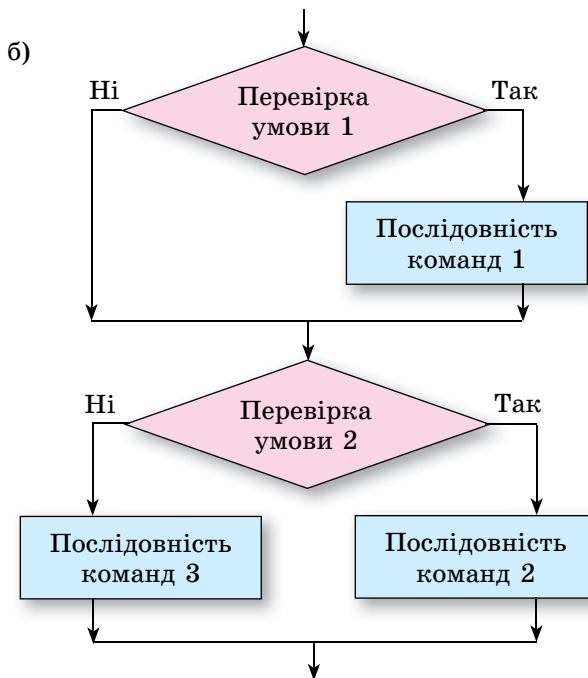 б)
Ні
Перевірка
умови 1
Так
Послідовність
команд 1
Ні
Перевірка
умови 2
Так
Послідовність
команд 3
Послідовність
команд 2